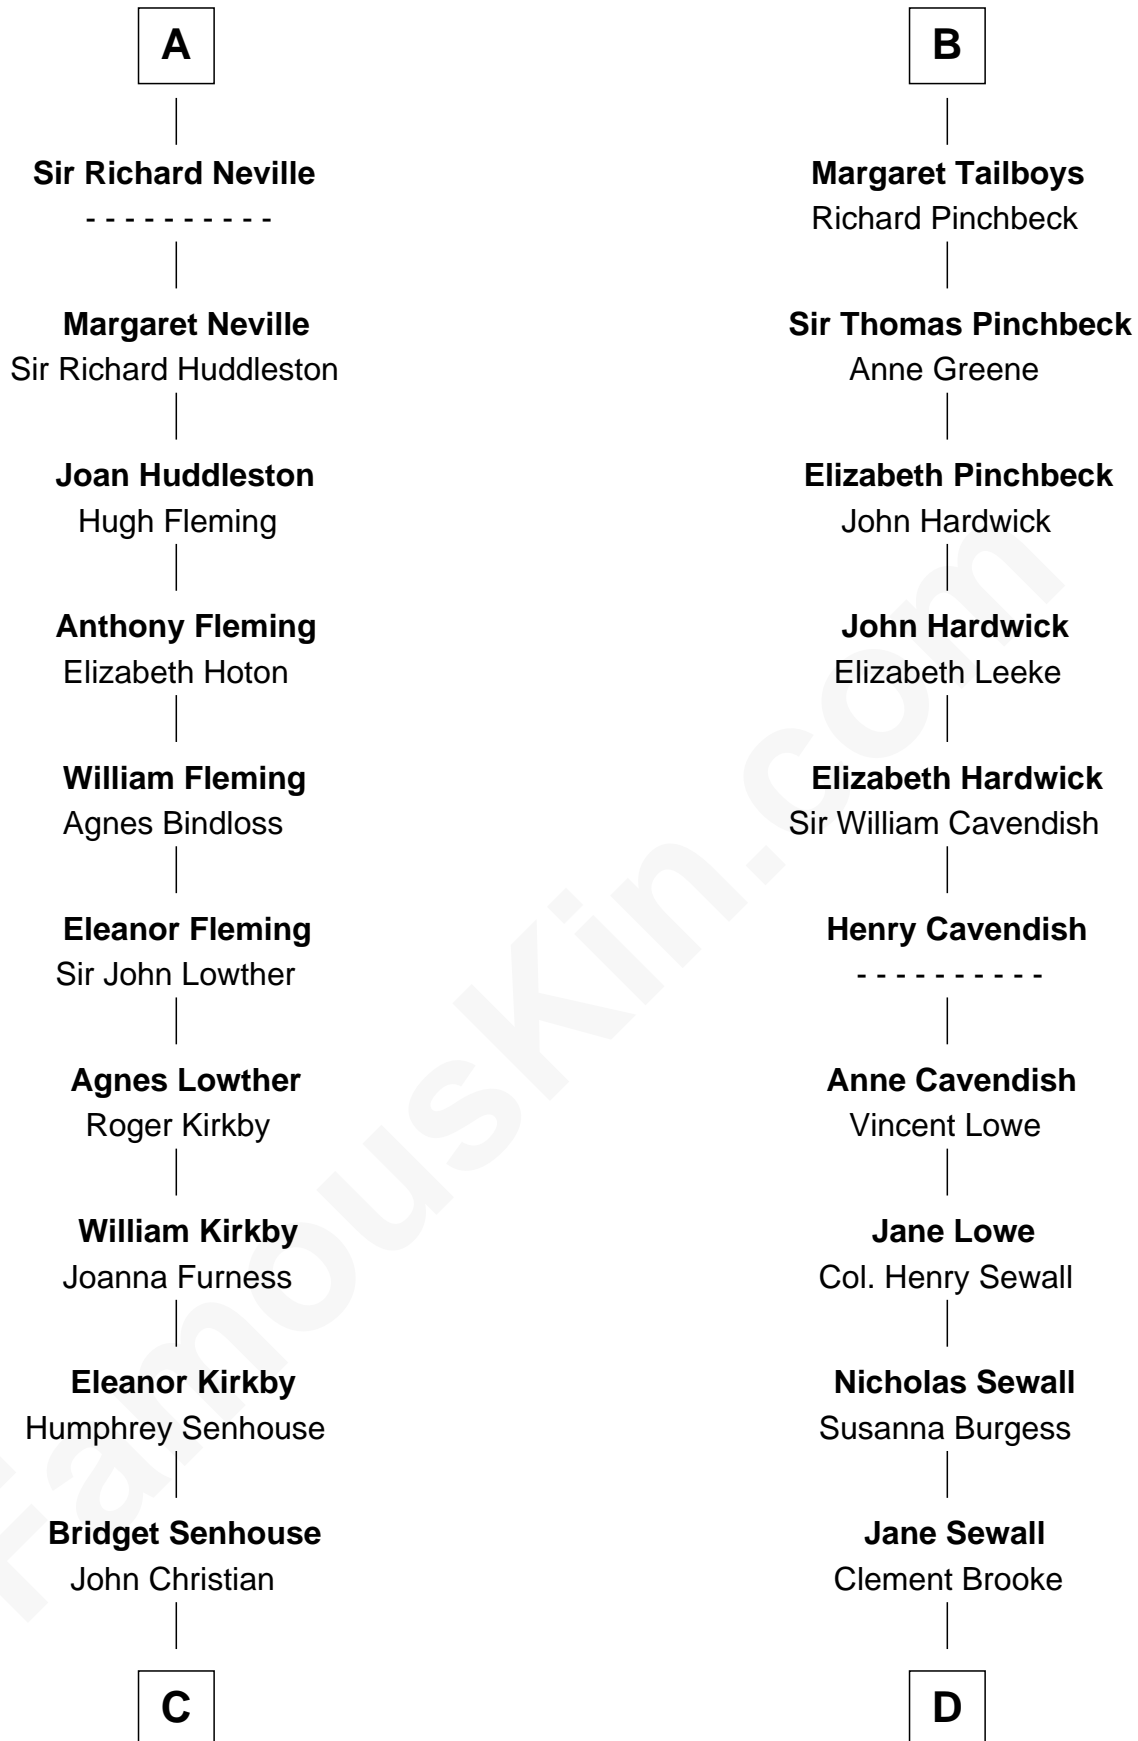 A
Sir Richard Neville
- - - - - - - - - -
Margaret Neville
Sir Richard Huddleston
Joan Huddleston
Hugh Fleming
Anthony Fleming
Elizabeth Hoton
William Fleming
Agnes Bindloss
Eleanor Fleming
Sir John Lowther
Agnes Lowther
Roger Kirkby
William Kirkby
Joanna Furness
Eleanor Kirkby
Humphrey Senhouse
Bridget Senhouse
John Christian
C
B
Margaret Tailboys
Richard Pinchbeck
Sir Thomas Pinchbeck
Anne Greene
Elizabeth Pinchbeck
John Hardwick
John Hardwick
Elizabeth Leeke
Elizabeth Hardwick
Sir William Cavendish
Henry Cavendish
- - - - - - - - - -
Anne Cavendish
Vincent Lowe
Jane Lowe
Col. Henry Sewall
Nicholas Sewall
Susanna Burgess
Jane Sewall
Clement Brooke
D
FamousKin.com